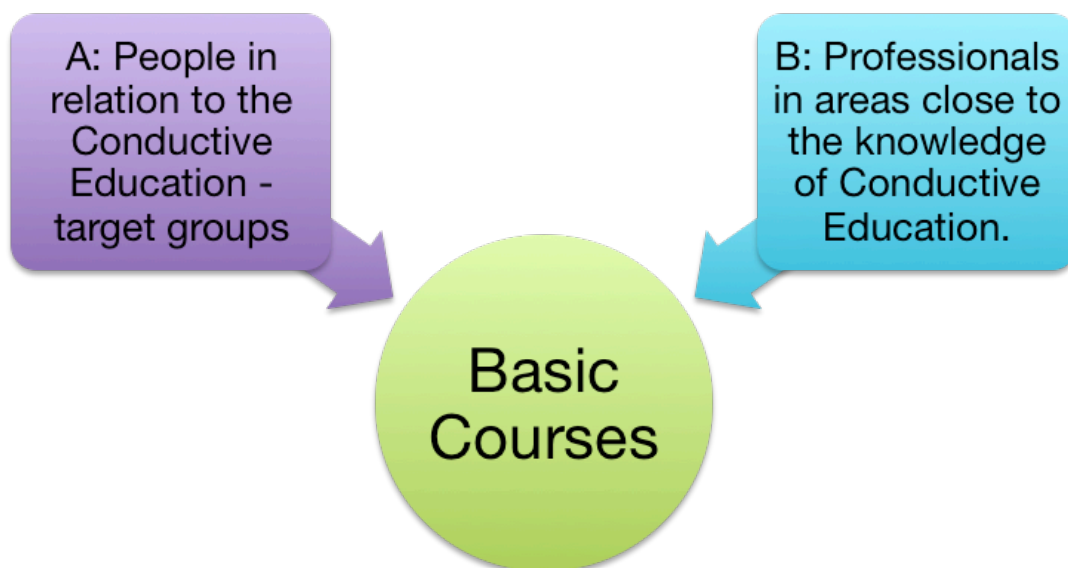 A: People in
relation to the
Conductive
Education -
target groups
B: Professionals
in areas close to
the knowledge
of Conductive
Education.
Basic
Courses